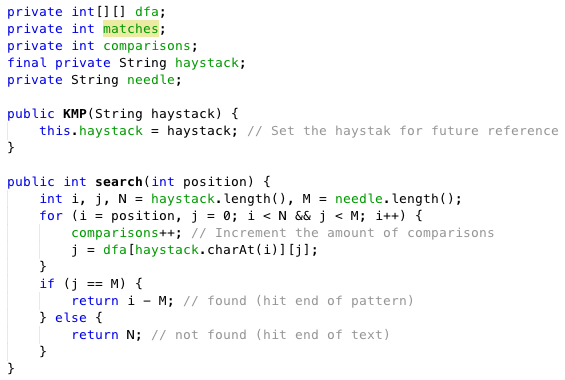 private int[][] dfa;
private int matches;
private int comparisons;
final private String haystack;
private String needle;

public KMP(String haystack) {
    this.haystack = haystack; // Set the haystak for future reference
}

public int search(int position) {
    int i, j, N = haystack.length(), M = needle.length();
    for (i = position, j = 0; i < N && j < M; i++) {
        comparisons++; // Increment the amount of comparisons
        j = dfa[haystack.charAt(i)][j];
    }
    if (j == M) {
        return i - M; // found (hit end of pattern)
    } else {
        return N; // not found (hit end of text)
    }
}